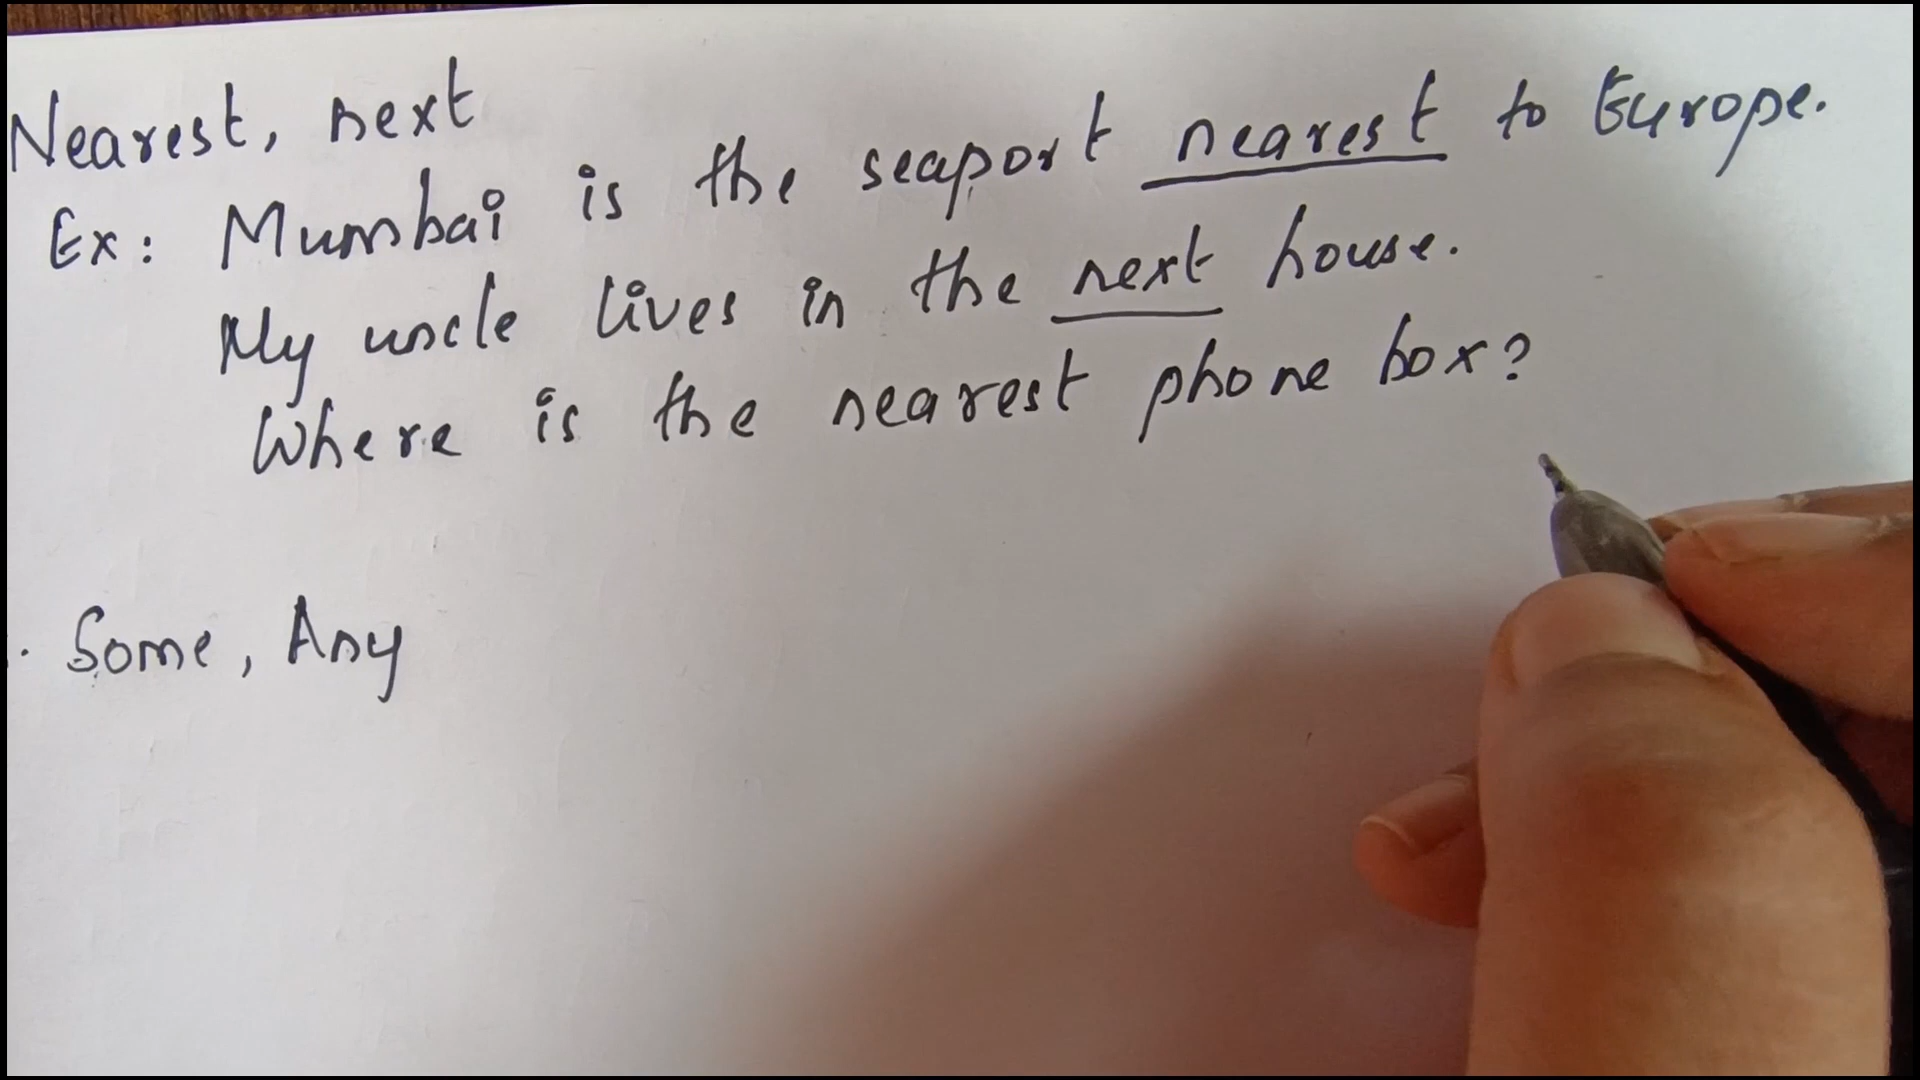 Nearest, next
Ex: Mumbai is the seaport nearest to Europe.
My uncle lives in the next house.
Where is the nearest phone box?
. Some, Any